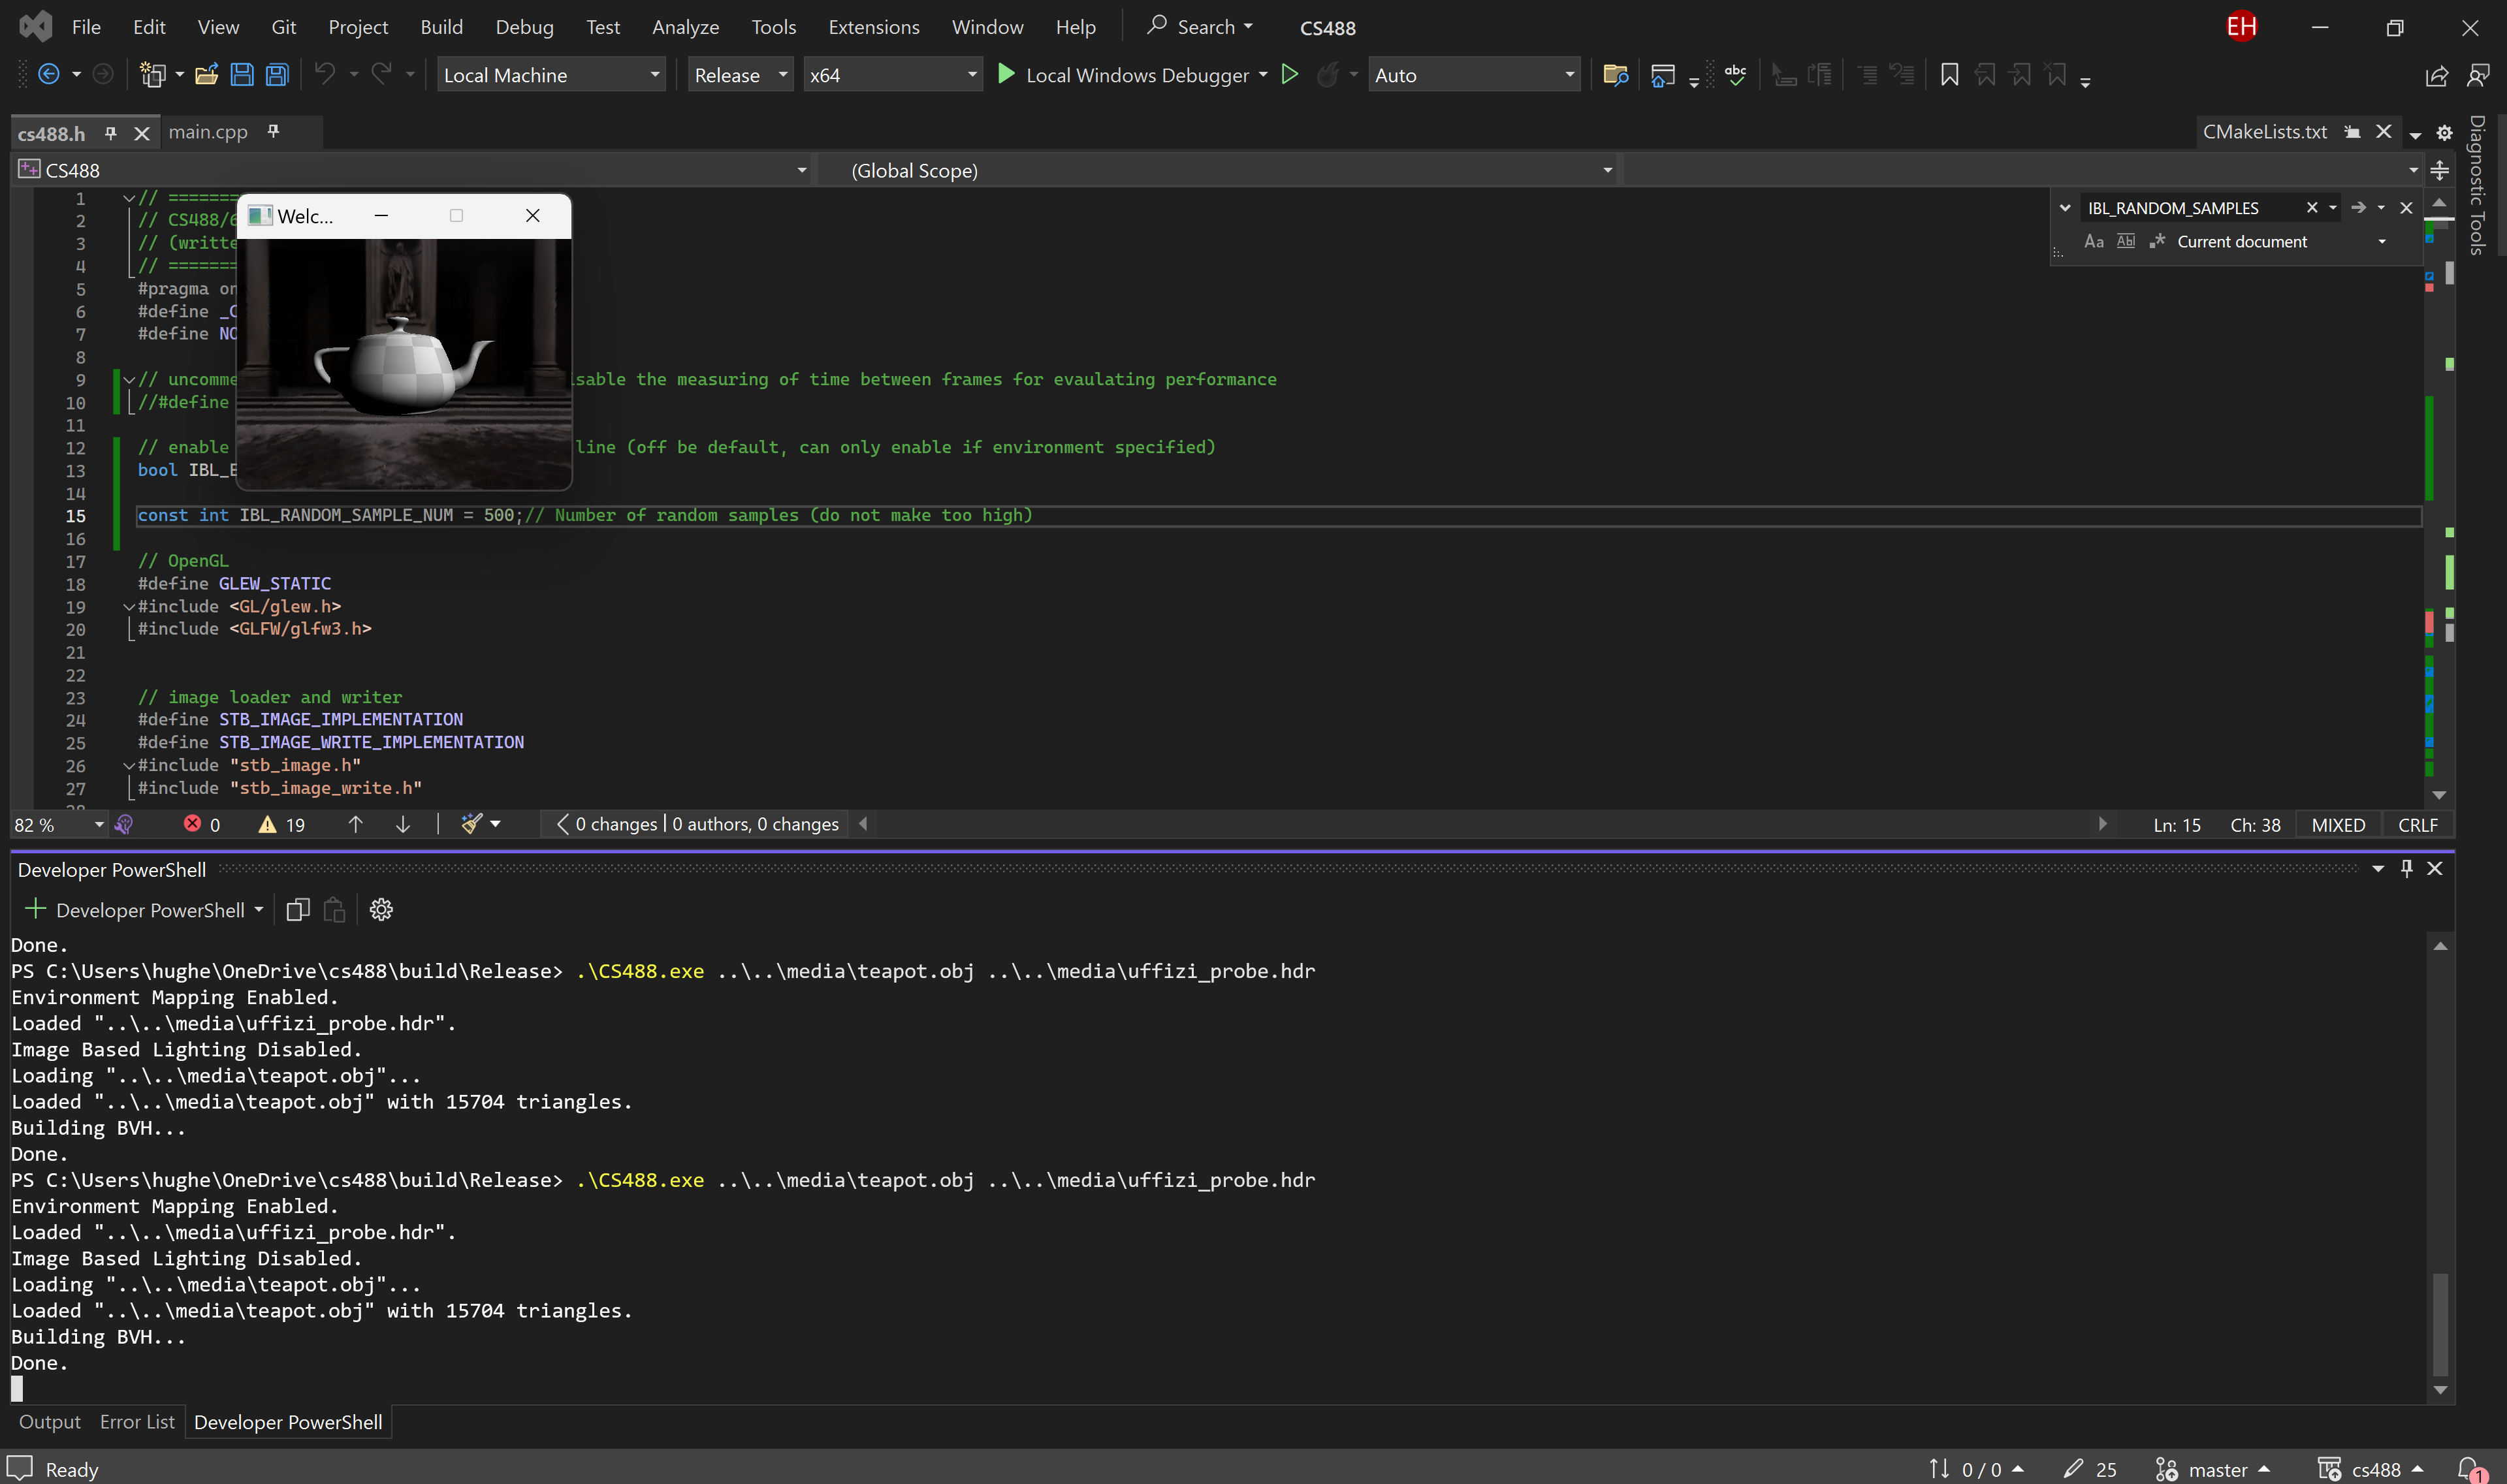 File Edit View Git Project Build Debug Test Analyze Tools Extensions Window Help Search CS488 EH
Local Machine Release x64 Local Windows Debugger Auto
cs488.h main.cpp CMakeLists.txt
CS488 (Global Scope)
Diagnostic Tools
IBL_RANDOM_SAMPLES
Aa Abl .* Current document
Welc...
1 // ========
2 // CS488/
3 // (writte
4 // ========
5 #pragma on
6 #define _C
7 #define NO
8
9 // uncomme sable the measuring of time between frames for evaulating performance
10 //#define
11
12 // enable line (off be default, can only enable if environment specified)
13 bool IBL_E
14
15 const int IBL_RANDOM_SAMPLE_NUM = 500;// Number of random samples (do not make too high)
16
17 // OpenGL
18 #define GLEW_STATIC
19 #include <GL/glew.h>
20 #include <GLFW/glfw3.h>
21
22
23 // image loader and writer
24 #define STB_IMAGE_IMPLEMENTATION
25 #define STB_IMAGE_WRITE_IMPLEMENTATION
26 #include "stb_image.h"
27 #include "stb_image_write.h"
82 % 0 19 0 changes | 0 authors, 0 changes Ln: 15 Ch: 38 MIXED CRLF
Developer PowerShell
Developer PowerShell
Done.
PS C:\Users\hughe\OneDrive\cs488\build\Release> .\CS488.exe ..\..\media\teapot.obj ..\..\media\uffizi_probe.hdr
Environment Mapping Enabled.
Loaded "..\..\media\uffizi_probe.hdr".
Image Based Lighting Disabled.
Loading "..\..\media\teapot.obj"...
Loaded "..\..\media\teapot.obj" with 15704 triangles.
Building BVH...
Done.
PS C:\Users\hughe\OneDrive\cs488\build\Release> .\CS488.exe ..\..\media\teapot.obj ..\..\media\uffizi_probe.hdr
Environment Mapping Enabled.
Loaded "..\..\media\uffizi_probe.hdr".
Image Based Lighting Disabled.
Loading "..\..\media\teapot.obj"...
Loaded "..\..\media\teapot.obj" with 15704 triangles.
Building BVH...
Done.
Output Error List Developer PowerShell
Ready 0 / 0 25 master cs488 1